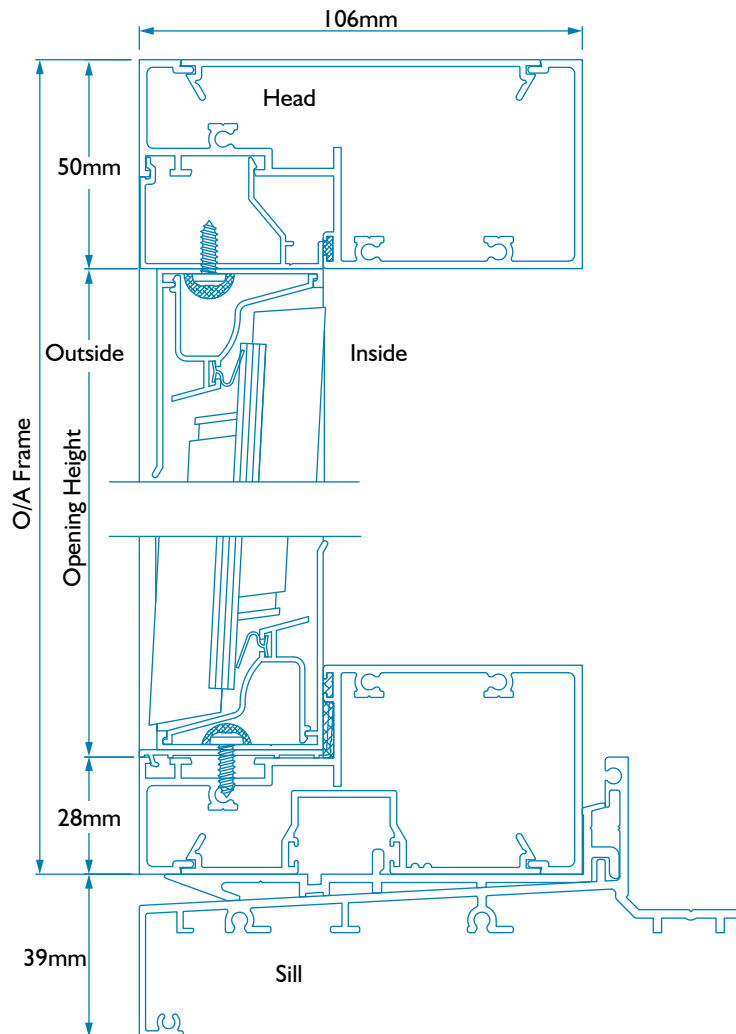 106mm
Head
50mm
Outside
Inside
O/A Frame
Opening Height
28mm
39mm
Sill